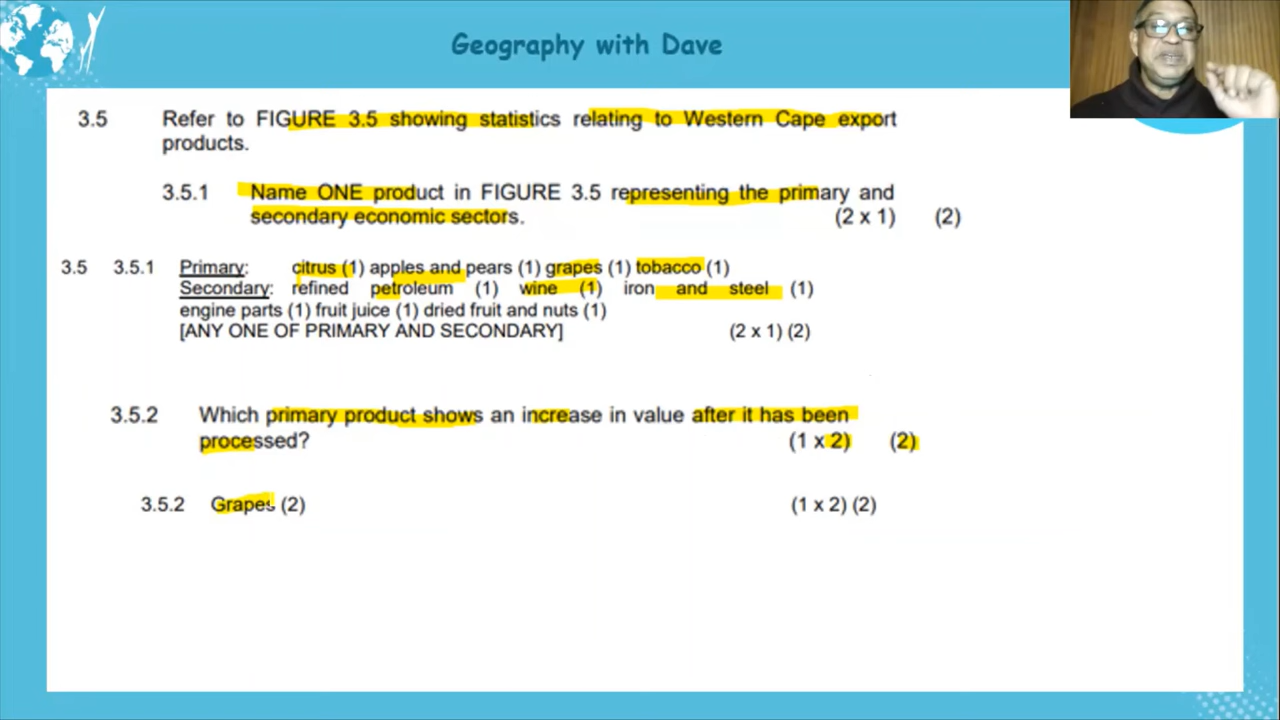 Geography with Dave
3.5 Refer to FIGURE 3.5 showing statistics relating to Western Cape export
products.
3.5.1 Name ONE product in FIGURE 3.5 representing the primary and
secondary economic sectors. (2 x 1) (2)
3.5 3.5.1 Primary: citrus (1) apples and pears (1) grapes (1) tobacco (1)
Secondary: refined petroleum (1) wine (1) iron and steel (1)
engine parts (1) fruit juice (1) dried fruit and nuts (1)
[ANY ONE OF PRIMARY AND SECONDARY] (2 x 1) (2)
3.5.2 Which primary product shows an increase in value after it has been
processed? (1 x 2) (2)
3.5.2 Grapes (2) (1 x 2) (2)